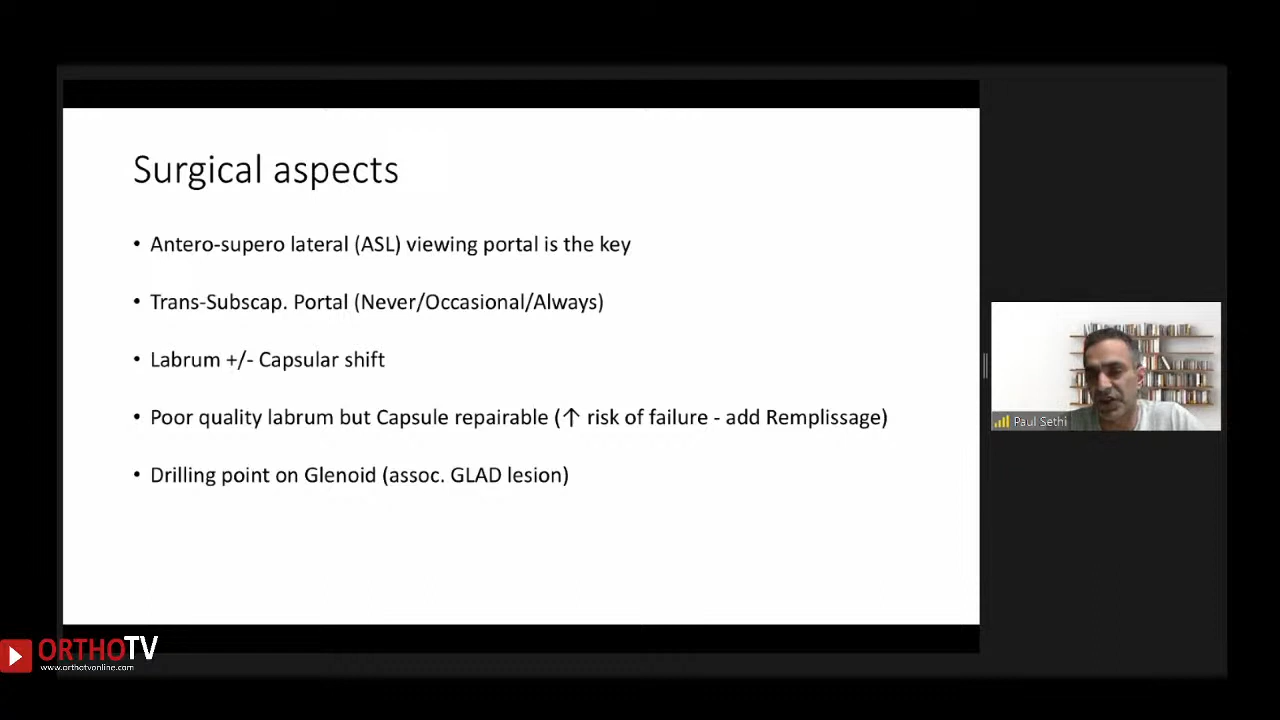 Surgical aspects
• Antero-supero lateral (ASL) viewing portal is the key
• Trans-Subscap. Portal (Never/Occasional/Always)
• Labrum +/- Capsular shift
• Poor quality labrum but Capsule repairable (↑ risk of failure - add Remplissage)
• Drilling point on Glenoid (assoc. GLAD lesion)
Paul Sethi
ORTHOTV
www.orthotvonline.com